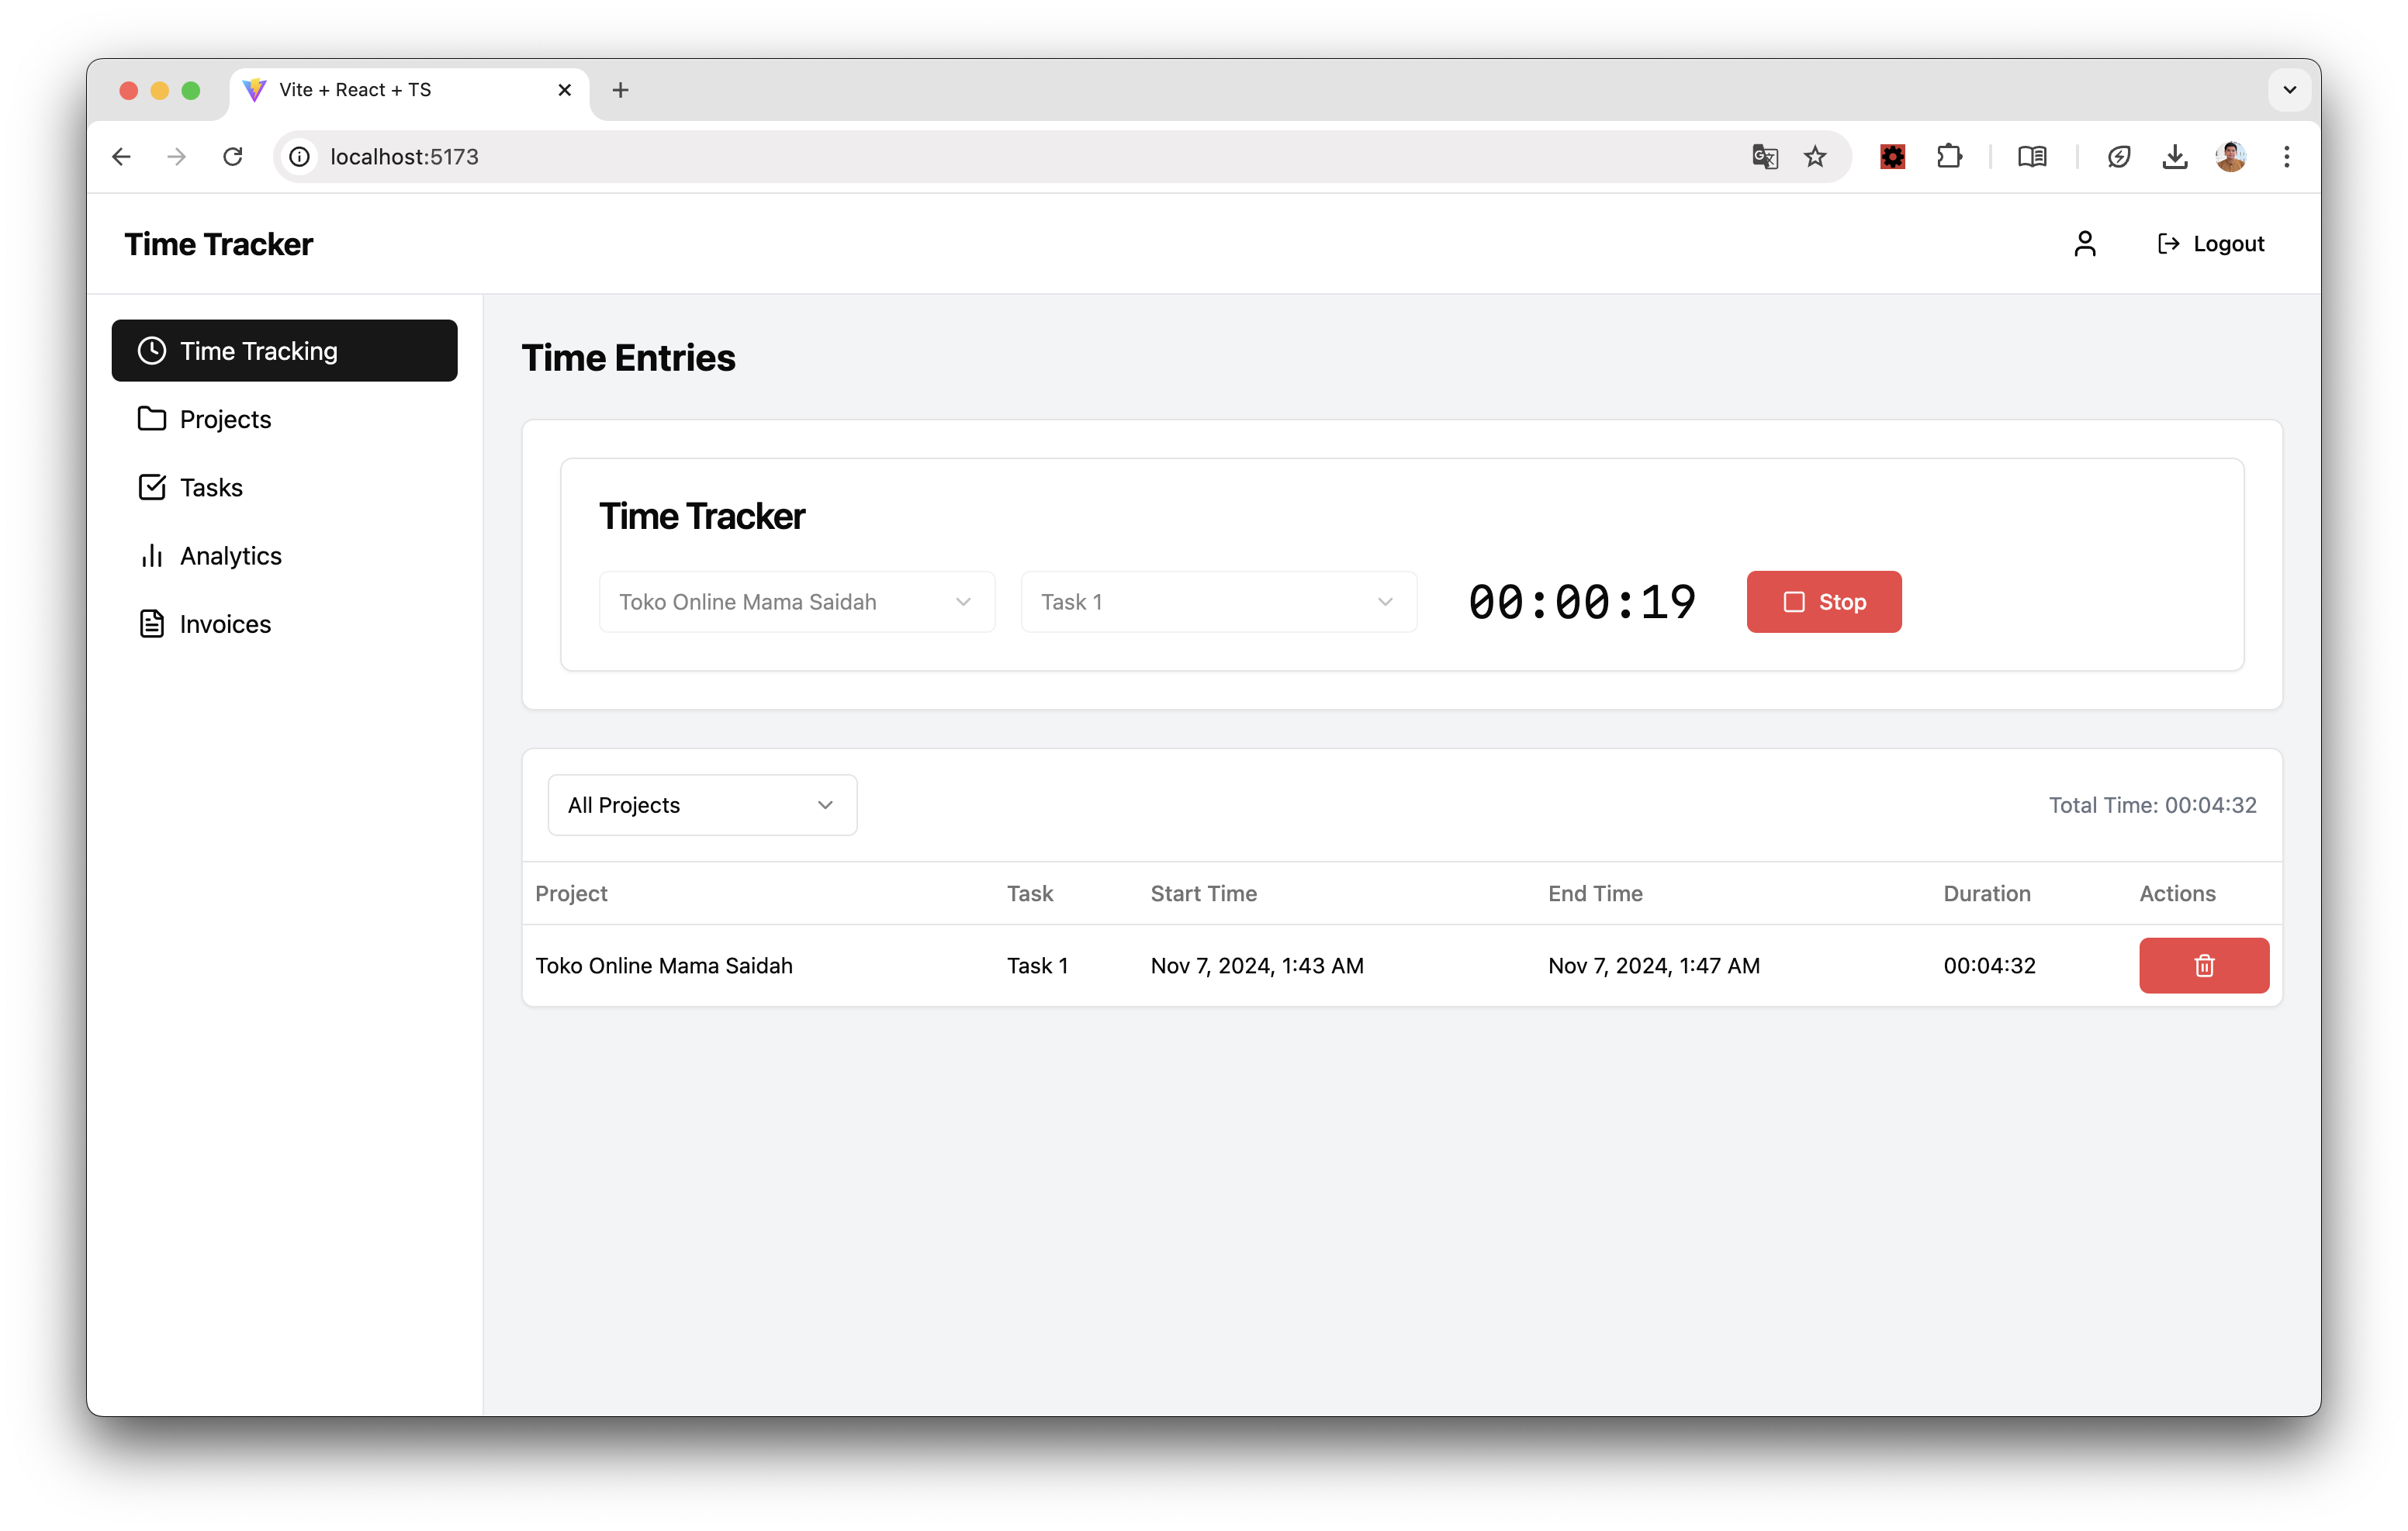 Vite + React + TS
localhost:5173
Time Tracker
Logout
Time Tracking
Projects
Tasks
Analytics
Invoices
Time Entries
Time Tracker
Toko Online Mama Saidah
Task 1
00:00:19
Stop
All Projects
Total Time: 00:04:32
Project Task Start Time End Time Duration Actions
Toko Online Mama Saidah Task 1 Nov 7, 2024, 1:43 AM Nov 7, 2024, 1:47 AM 00:04:32